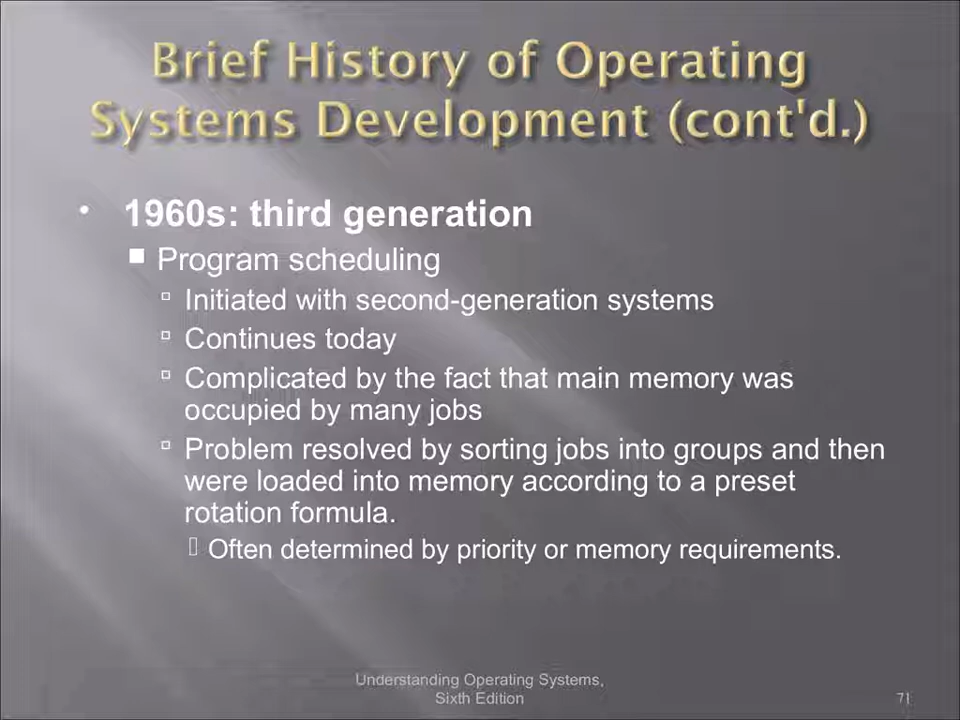 Brief History of Operating
Systems Development (cont'd.)
• 1960s: third generation
■ Program scheduling
▫ Initiated with second-generation systems
▫ Continues today
▫ Complicated by the fact that main memory was
occupied by many jobs
▫ Problem resolved by sorting jobs into groups and then
were loaded into memory according to a preset
rotation formula.
▯ Often determined by priority or memory requirements.
Understanding Operating Systems,
Sixth Edition
71